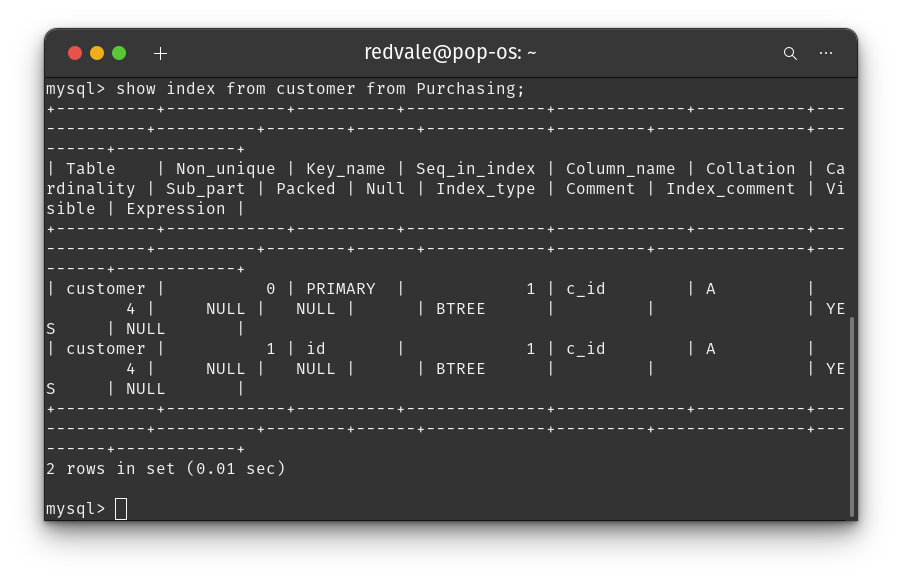 redvale@pop-os: ~
mysql> show index from customer from Purchasing;
+----------+------------+----------+--------------+-------------+-----------+---
----------+----------+--------+------+------------+---------+---------------+---
------+------------+
| Table    | Non_unique | Key_name | Seq_in_index | Column_name | Collation | Ca
rdinality | Sub_part | Packed | Null | Index_type | Comment | Index_comment | Vi
sible | Expression |
+----------+------------+----------+--------------+-------------+-----------+---
----------+----------+--------+------+------------+---------+---------------+---
------+------------+
| customer |          0 | PRIMARY  |            1 | c_id        | A         |   
        4 |     NULL |   NULL |      | BTREE      |         |               | YE
S     | NULL       |
| customer |          1 | id       |            1 | c_id        | A         |   
        4 |     NULL |   NULL |      | BTREE      |         |               | YE
S     | NULL       |
+----------+------------+----------+--------------+-------------+-----------+---
----------+----------+--------+------+------------+---------+---------------+---
------+------------+
2 rows in set (0.01 sec)
mysql>